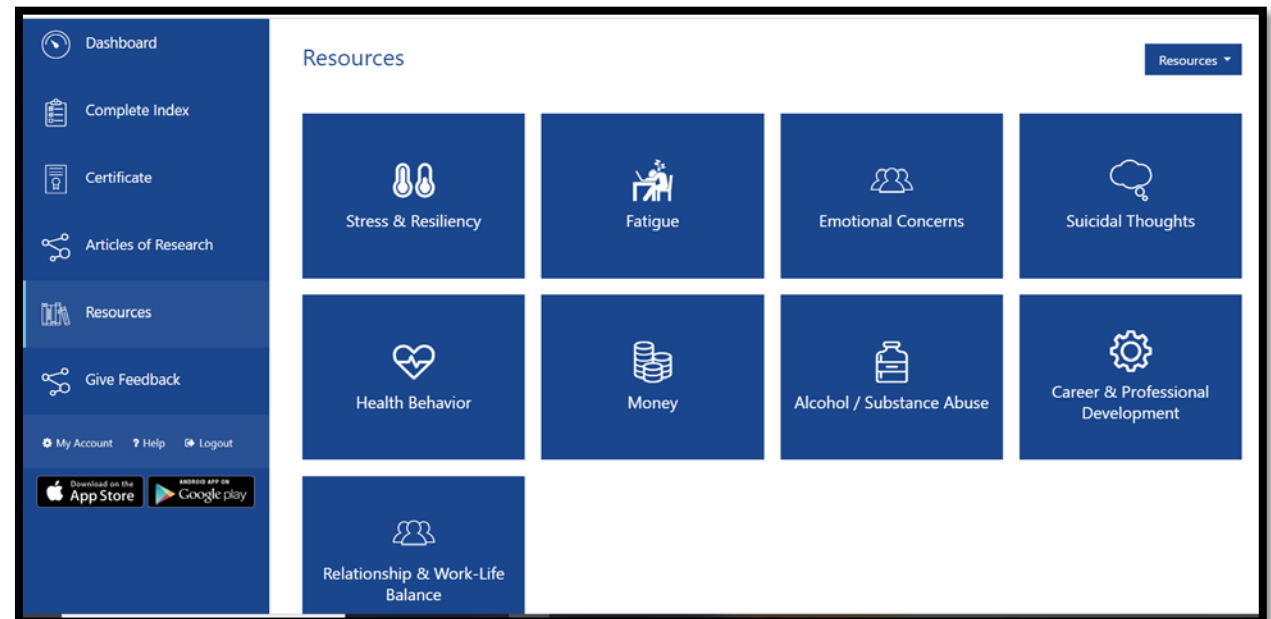 Dashboard
Complete Index
Certificate
Articles of Research
Resources
Give Feedback
My Account ? Help Logout
Download on the
App Store
ANDROID APP ON
Google play
Resources
Resources
Stress & Resiliency
Fatigue
Emotional Concerns
Suicidal Thoughts
Health Behavior
Money
Alcohol / Substance Abuse
Career & Professional
Development
Relationship & Work-Life
Balance